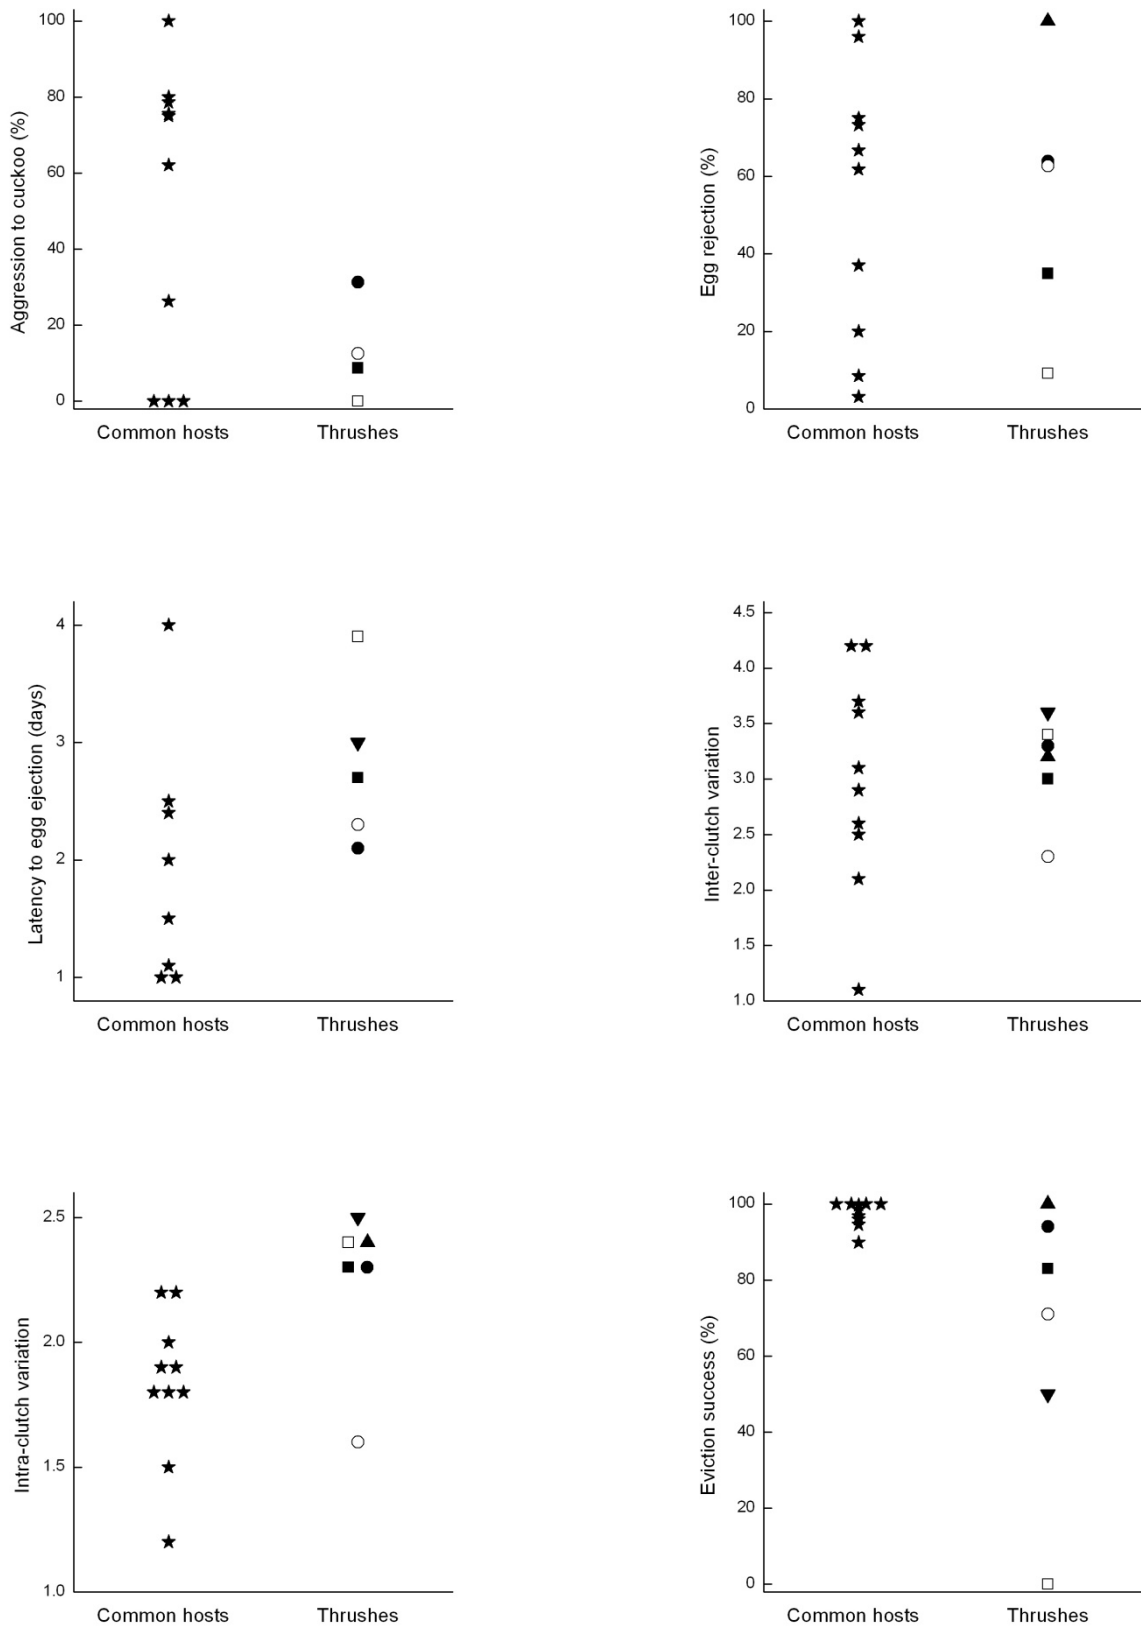 Aggression to cuckoo (%)
100
80
60
40
20
0
Common hosts
Thrushes
Egg rejection (%)
100
80
60
40
20
0
Common hosts
Thrushes
Latency to egg ejection (days)
4
3
2
1
Common hosts
Thrushes
Inter-clutch variation
4.5
4.0
3.5
3.0
2.5
2.0
1.5
1.0
Common hosts
Thrushes
Intra-clutch variation
2.5
2.0
1.5
1.0
Common hosts
Thrushes
Eviction success (%)
100
80
60
40
20
0
Common hosts
Thrushes